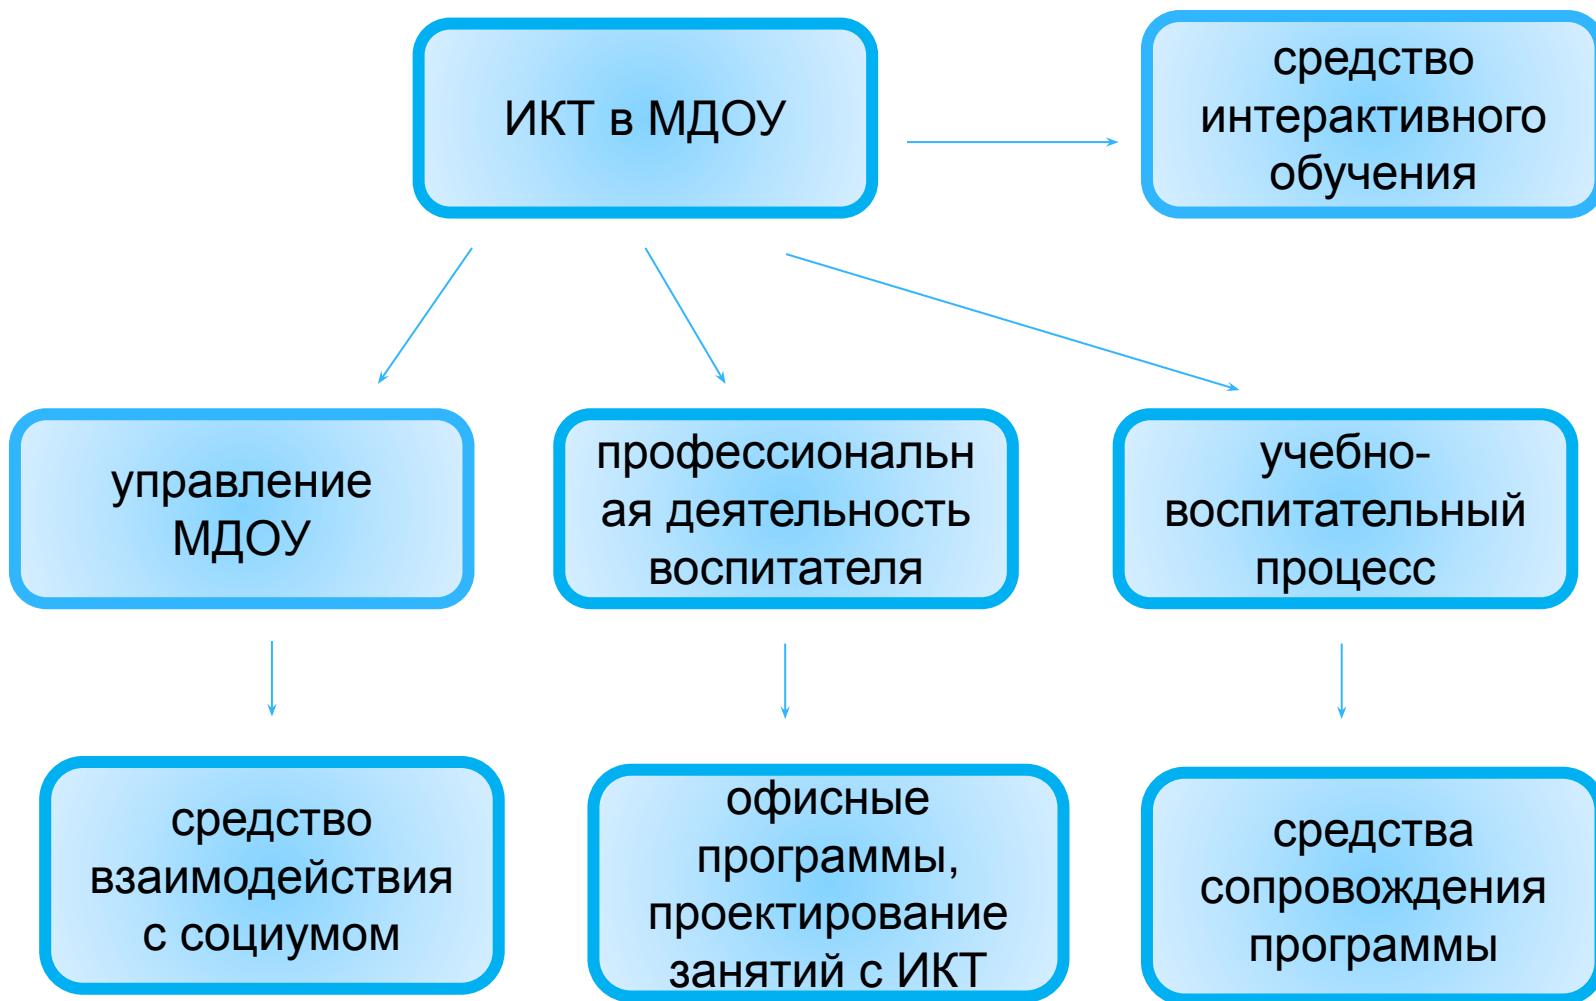 ИКТ в МДОУ
средство
интерактивного
обучения
управление
МДОУ
профессиональн
ая деятельность
воспитателя
учебно-
воспитательный
процесс
средство
взаимодействия
с социумом
офисные
программы,
проектирование
занятий с ИКТ
средства
сопровождения
программы